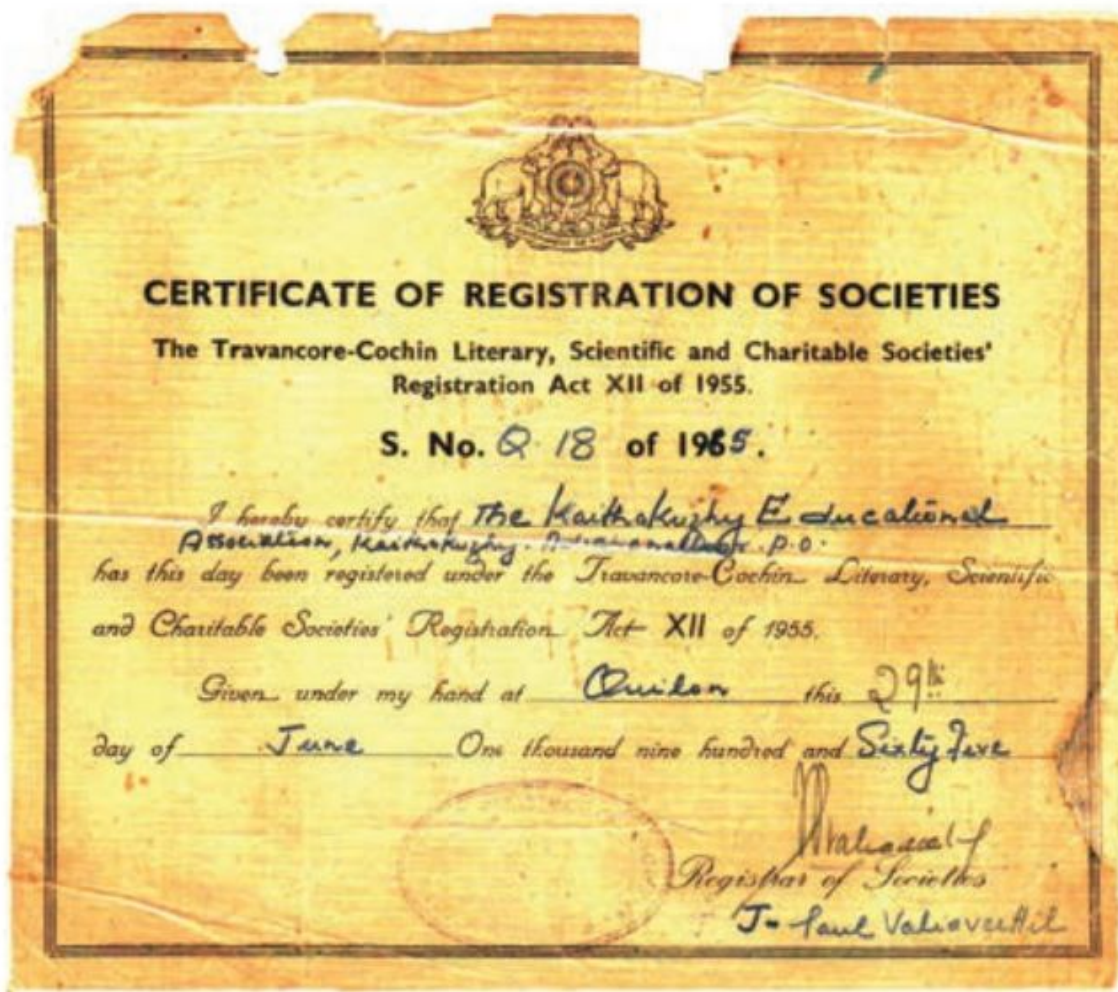 CERTIFICATE OF REGISTRATION OF SOCIETIES
The Travancore-Cochin Literary, Scientific and Charitable Societies'
Registration Act XII of 1955.
S. No. Q 18 of 1965.
I hereby certify that The Kaithakuzhy Educational
Association, Kaithakuzhy. P.O.
has this day been registered under the Travancore-Cochin Literary, Scientific
and Charitable Societies' Registration Act XII of 1955.
Given under my hand at Quilon this 29th
day of June One thousand nine hundred and Sixty Five
Registrar of Societies
J. Paul